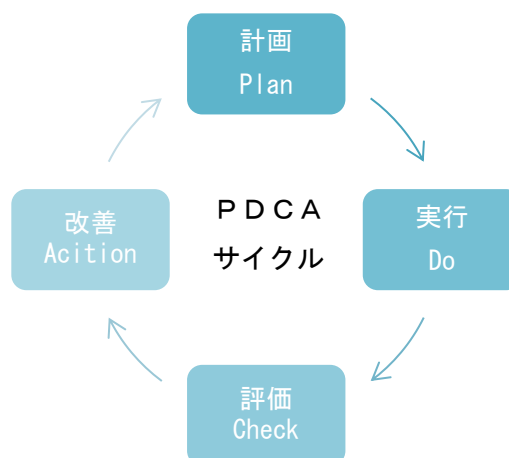 計画
Plan
PDCA
サイクル
実行
Do
評価
Check
改善
Acition